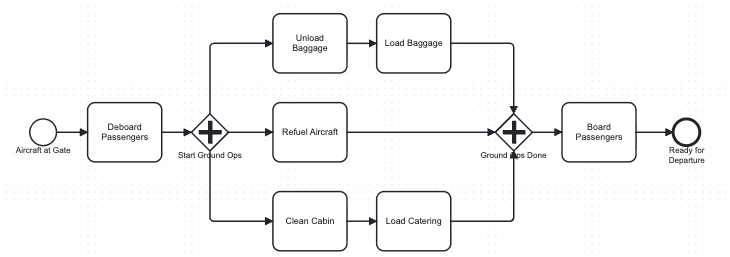 Unload
Baggage
Load Baggage
Deboard
Passengers
Refuel Aircraft
Board
Passengers
Aircraft at Gate
Start Ground Ops
Ground Ops Done
Ready for
Departure
Clean Cabin
Load Catering